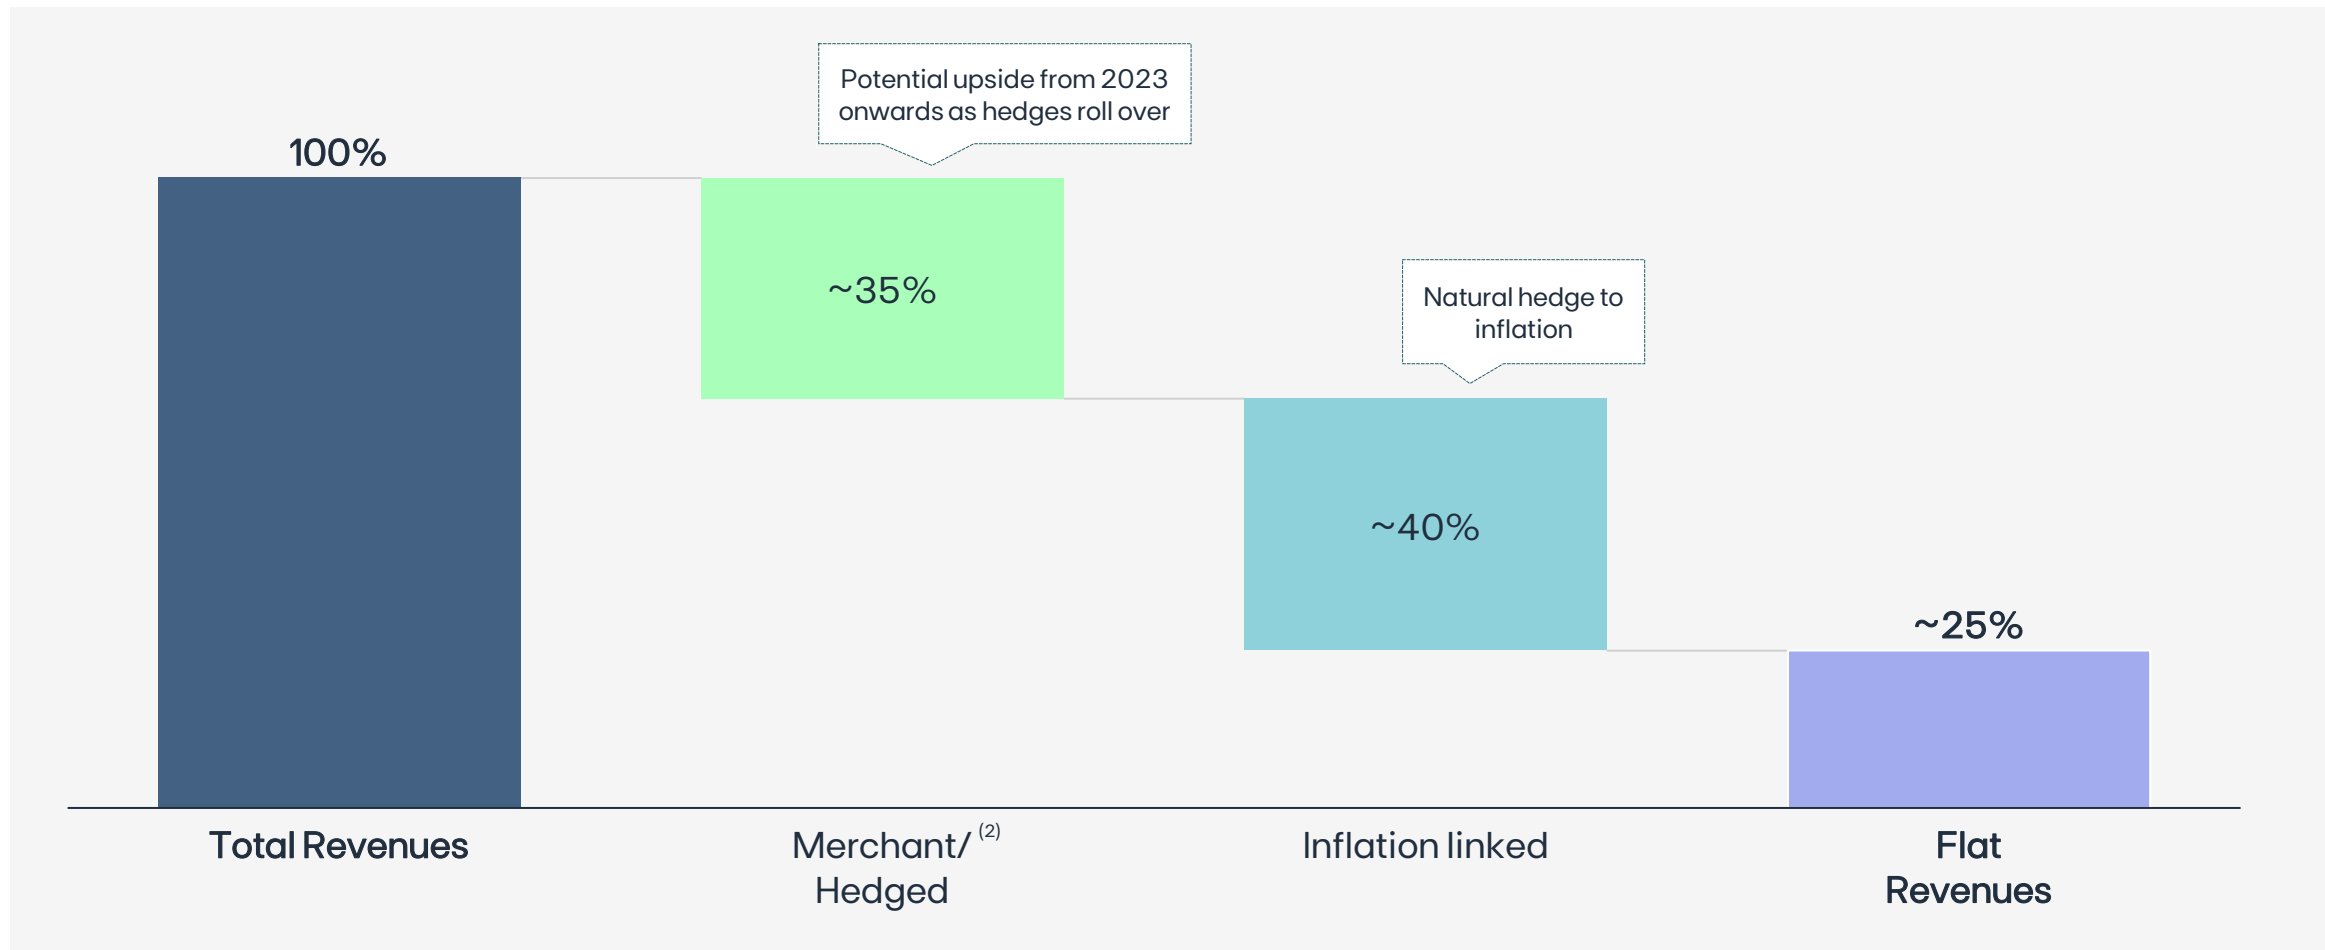 Potential upside from 2023
onwards as hedges roll over
100%
~35%
Natural hedge to
inflation
~40%
~25%
Total Revenues
Merchant/ (2)
Hedged
Inflation linked
Flat
Revenues